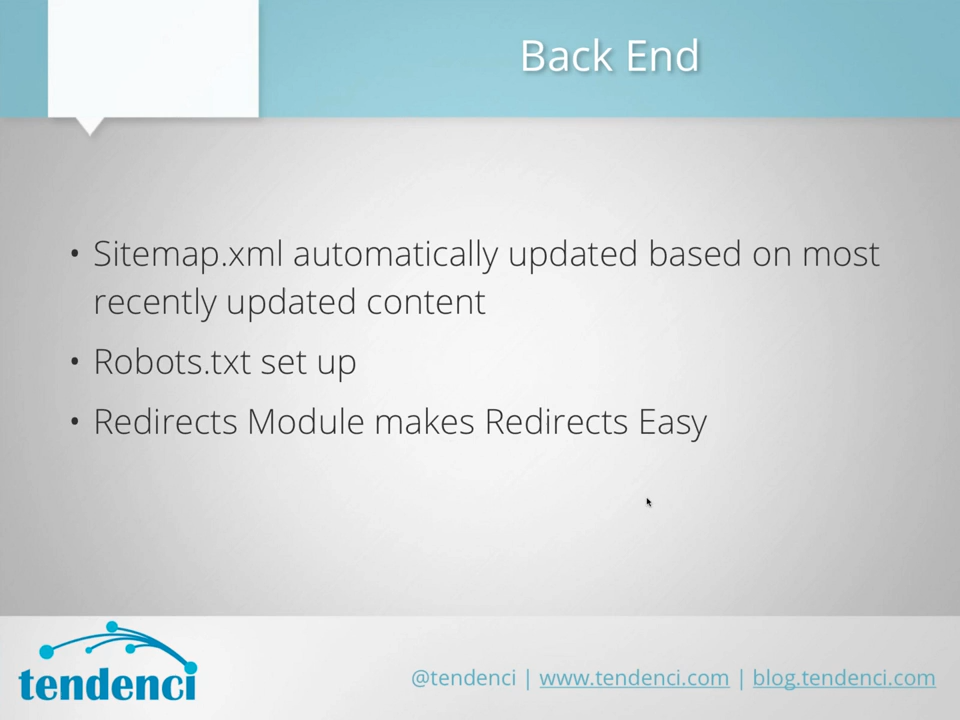 Back End
• Sitemap.xml automatically updated based on most
recently updated content
• Robots.txt set up
• Redirects Module makes Redirects Easy
tendenci
@tendenci | www.tendenci.com | blog.tendenci.com